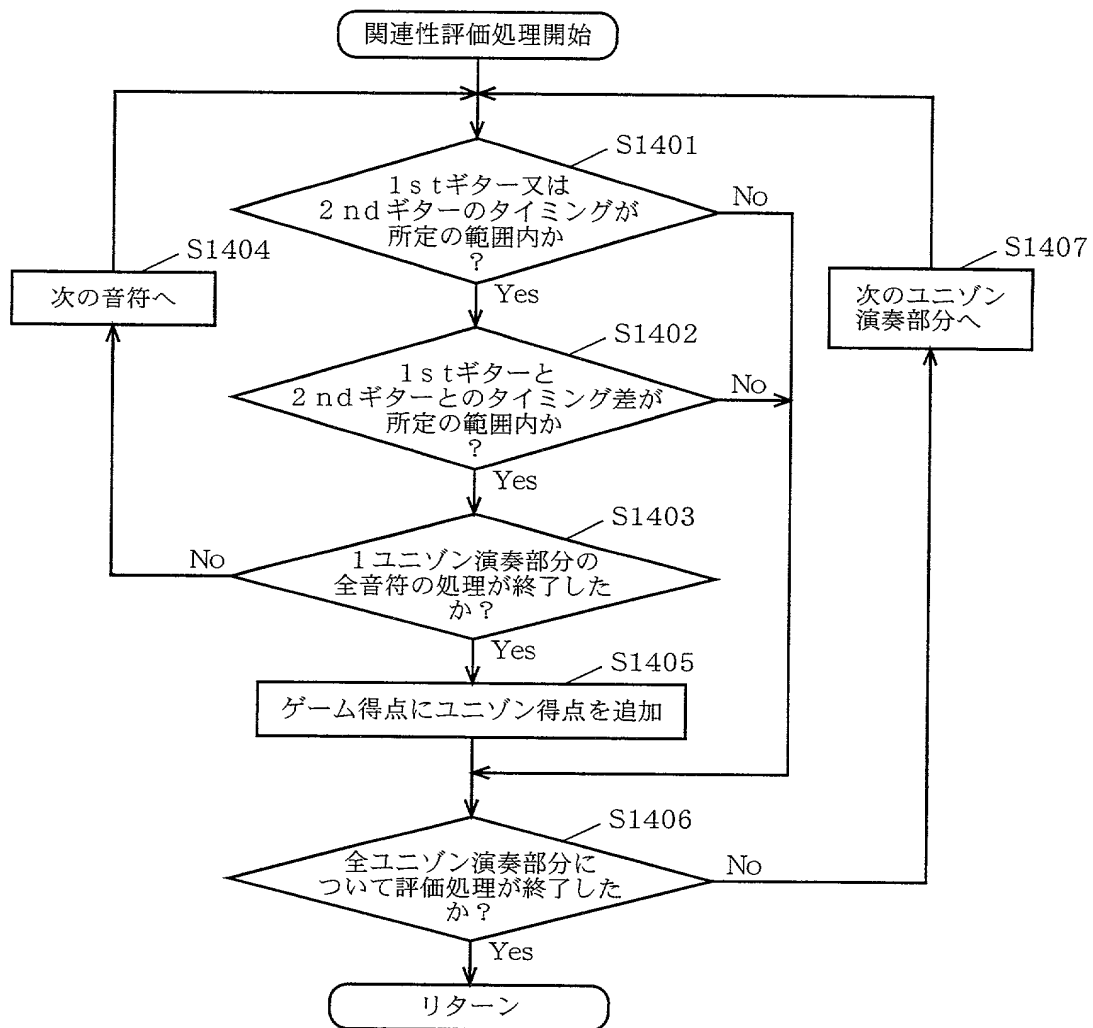 関連性評価処理開始
S1401
1stギター又は
2ndギターのタイミングが
所定の範囲内か
?
No
Yes
S1404
次の音符へ
S1407
次のユニゾン
演奏部分へ
S1402
1stギターと
2ndギターとのタイミング差が
所定の範囲内か
?
No
Yes
S1403
1ユニゾン演奏部分の
全音符の処理が終了した
か?
No
Yes
S1405
ゲーム得点にユニゾン得点を追加
S1406
全ユニゾン演奏部分に
ついて評価処理が終了した
か?
No
Yes
リターン